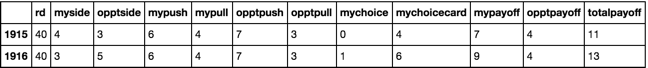 rd myside opptside mypush mypull opptpush opptpull mychoice mychoicecard mypayoff opptpayoff totalpayoff
1915 40 4 3 6 4 7 3 0 4 7 4 11
1916 40 3 5 6 4 7 3 1 6 9 4 13